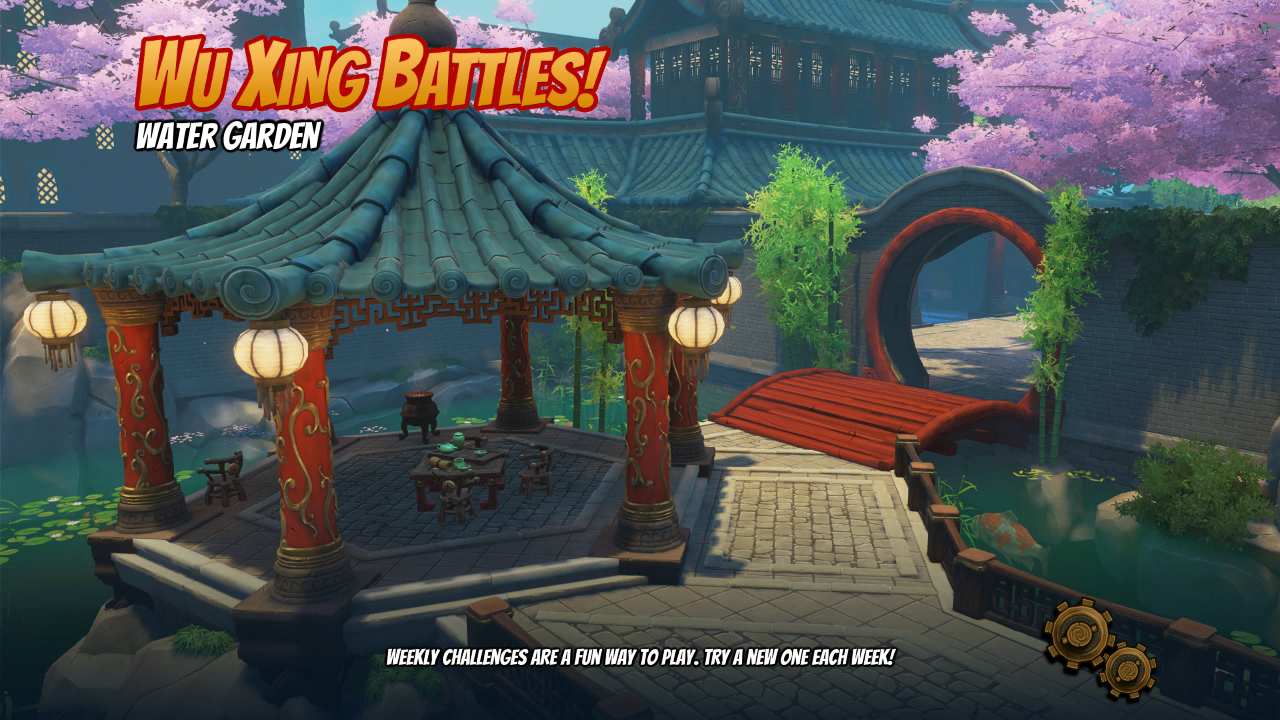 WU XING BATTLES!
WATER GARDEN
WEEKLY CHALLENGES ARE A FUN WAY TO PLAY. TRY A NEW ONE EACH WEEK!